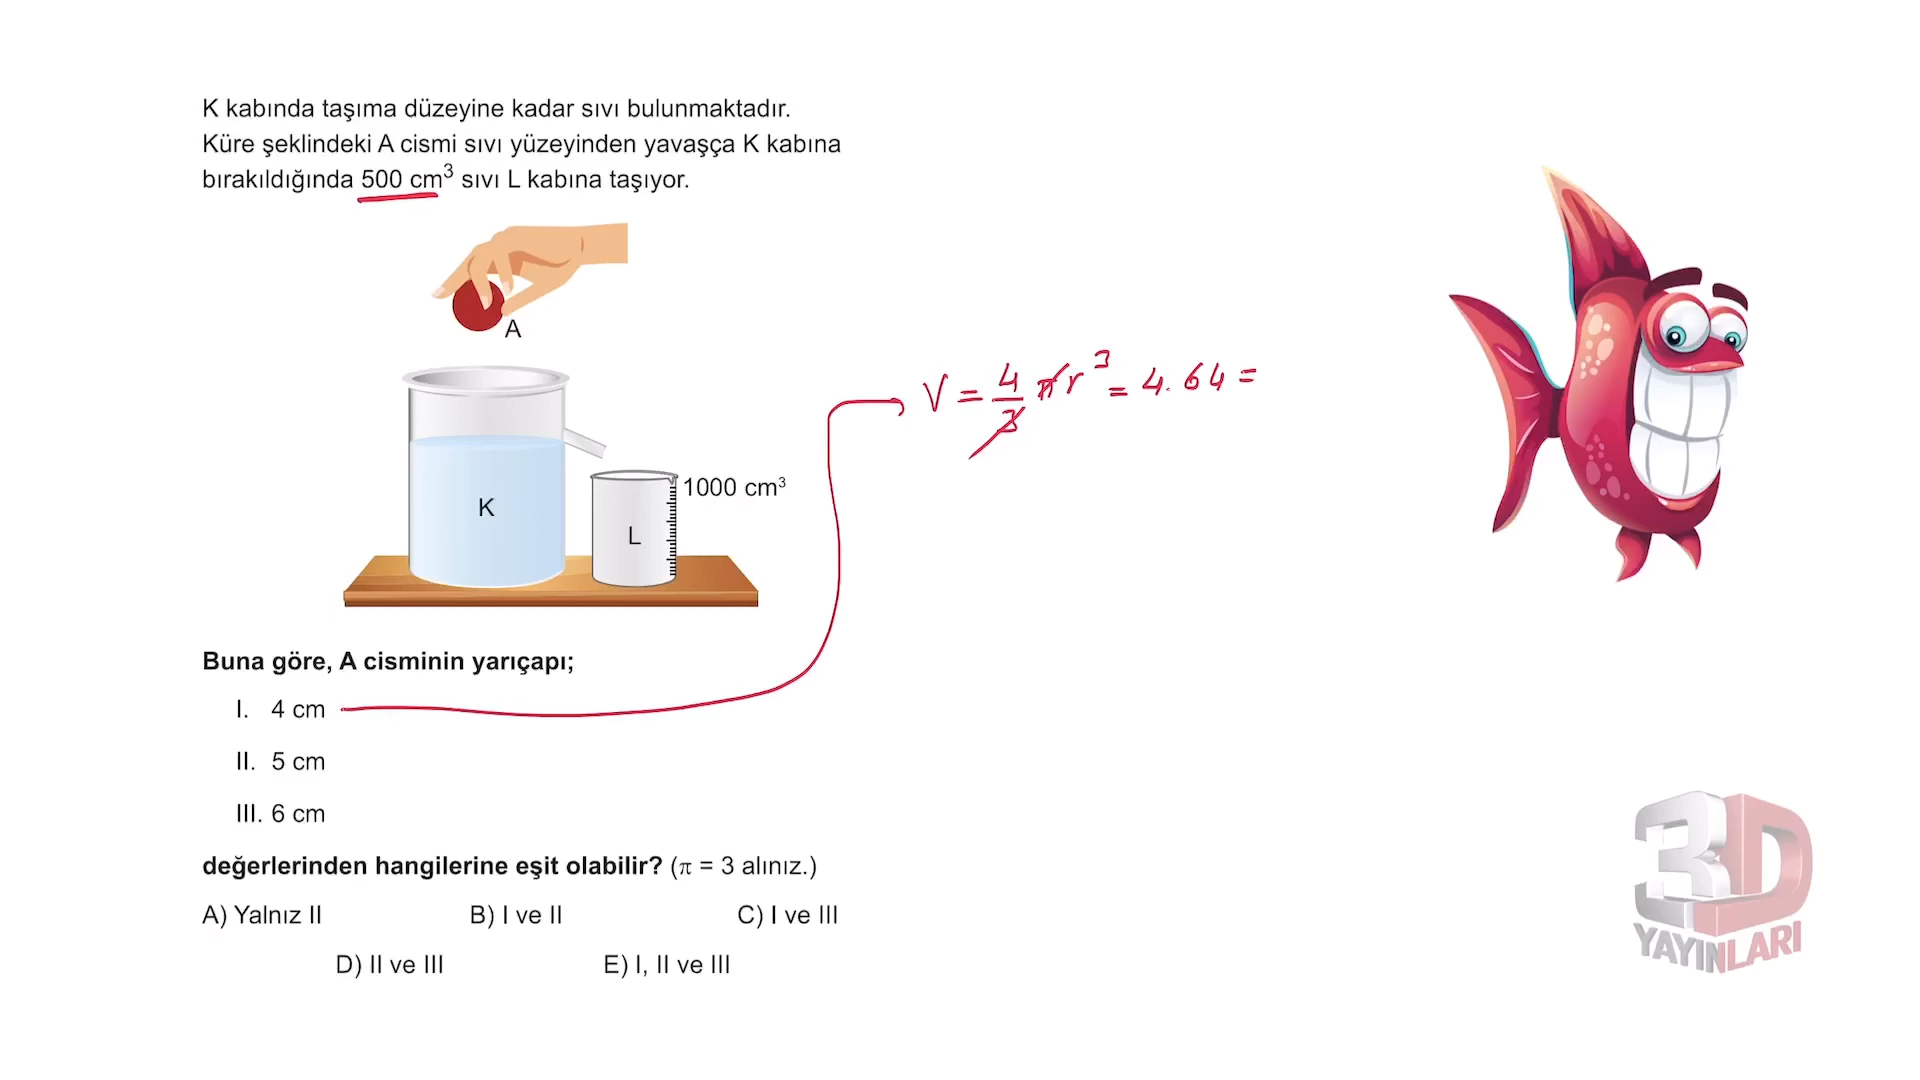 K kabında taşıma düzeyine kadar sıvı bulunmaktadır.
Küre şeklindeki A cismi sıvı yüzeyinden yavaşça K kabına
bırakıldığında 500 cm³ sıvı L kabına taşıyor.
A
V = 4/3 πr³ = 4.64 =
1000 cm³
K
L
Buna göre, A cisminin yarıçapı;
I. 4 cm
II. 5 cm
III. 6 cm
değerlerinden hangilerine eşit olabilir? (π = 3 alınız.)
A) Yalnız II B) I ve II C) I ve III
D) II ve III E) I, II ve III
3D
YAYINLARI